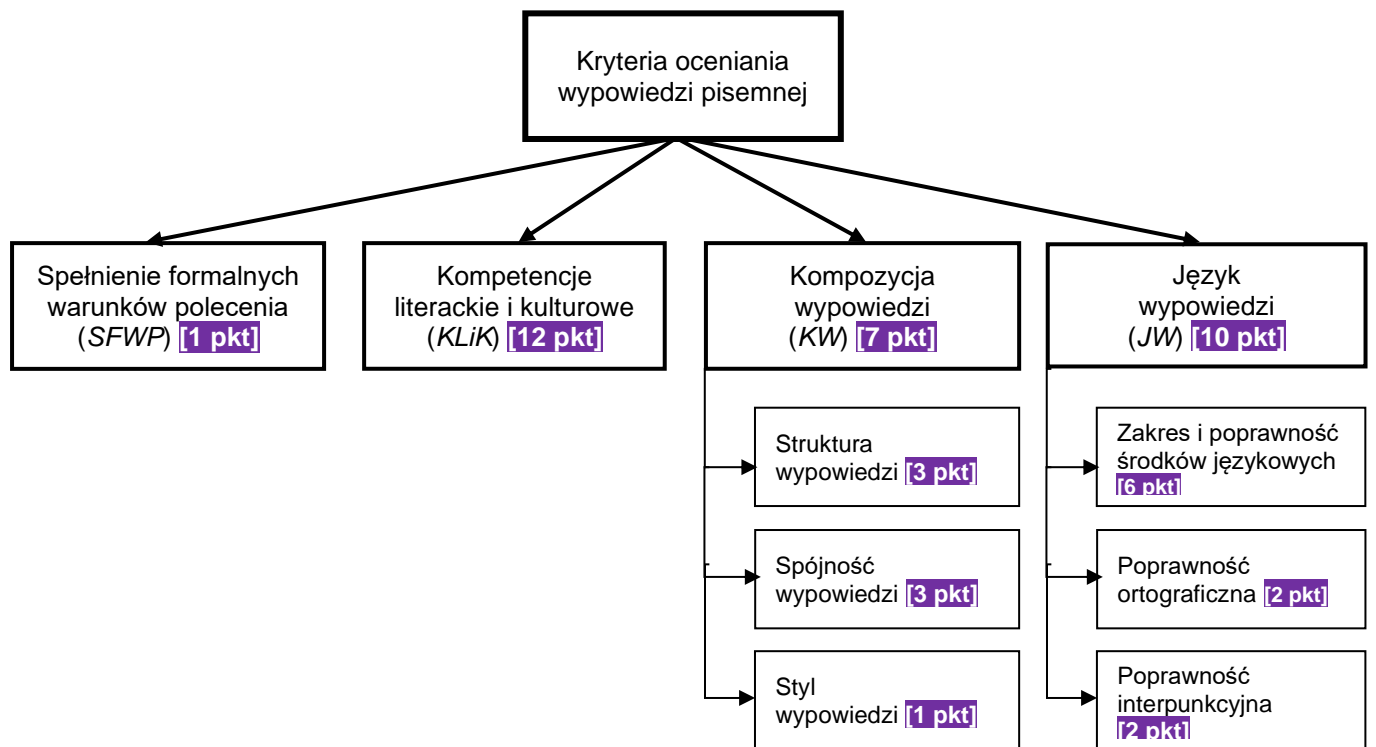 Kryteria oceniania
wypowiedzi pisemnej
Spełnienie formalnych
warunków polecenia
(SFWP) [1 pkt]
Kompetencje
literackie i kulturowe
(KLiK) [12 pkt]
Kompozycja
wypowiedzi
(KW) [7 pkt]
Język
wypowiedzi
(JW) [10 pkt]
Struktura
wypowiedzi [3 pkt]
Spójność
wypowiedzi [3 pkt]
Styl
wypowiedzi [1 pkt]
Zakres i poprawność
środków językowych
[6 pkt]
Poprawność
ortograficzna [2 pkt]
Poprawność
interpunkcyjna
[2 pkt]